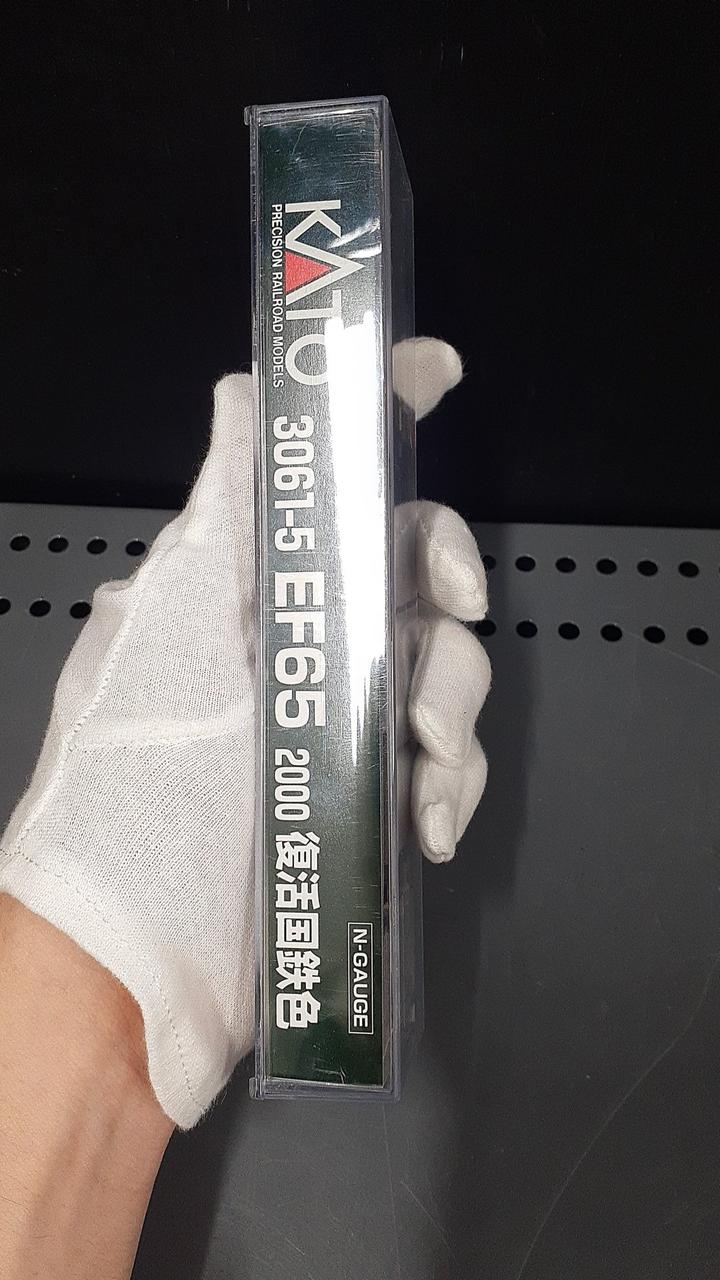 KATO
PRECISION RAILROAD MODELS
3061-5 EF65 2000 復活国鉄色
N-GAUGE